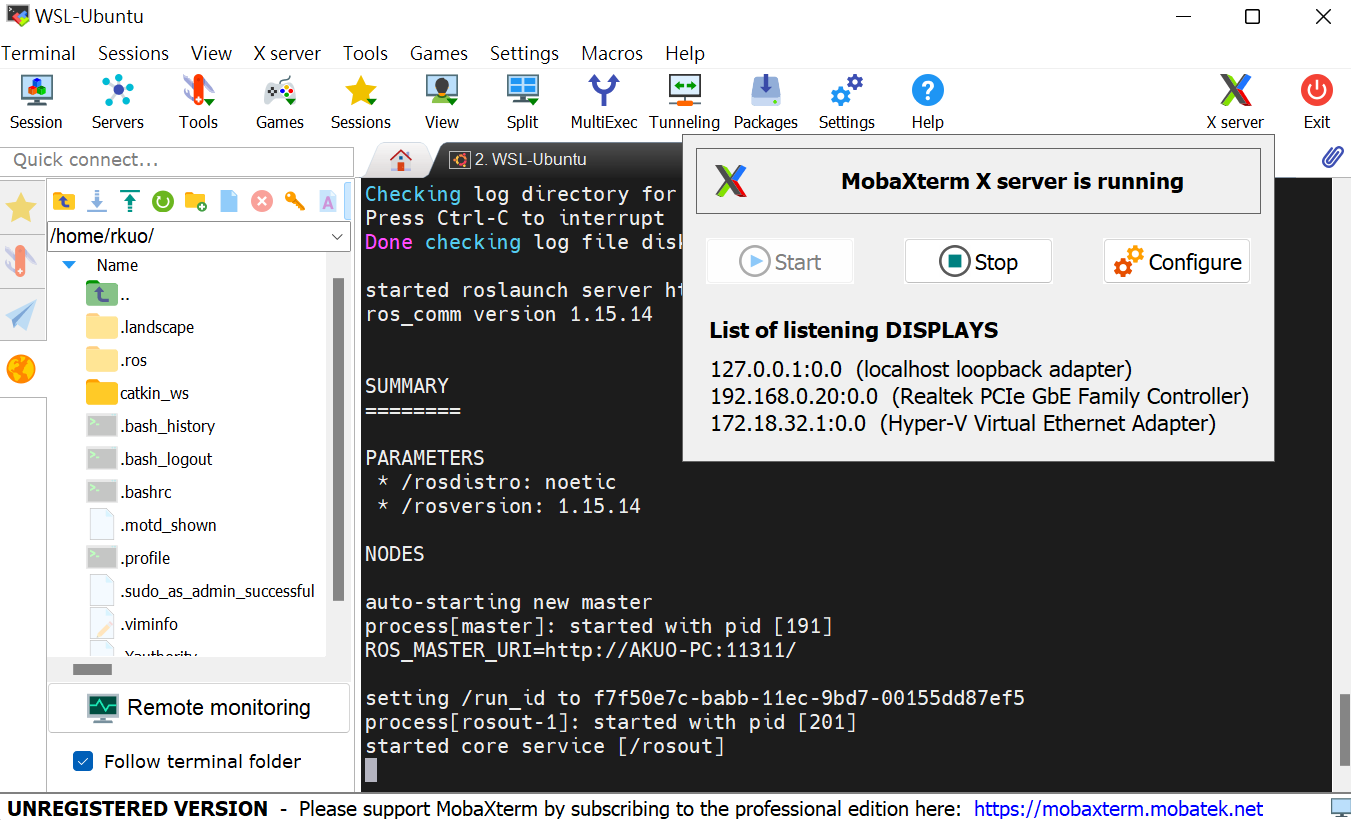 WSL-Ubuntu
Terminal Sessions View X server Tools Games Settings Macros Help
Session Servers Tools Games Sessions View Split MultiExec Tunneling Packages Settings Help X server Exit
Quick connect...
2. WSL-Ubuntu
/home/rkuo/
Name
..
.landscape
.ros
catkin_ws
.bash_history
.bash_logout
.bashrc
.motd_shown
.profile
.sudo_as_admin_successful
.viminfo
.Xauthority
Remote monitoring
Follow terminal folder
Checking log directory for
Press Ctrl-C to interrupt
Done checking log file disk
started roslaunch server ht
ros_comm version 1.15.14
SUMMARY
========
PARAMETERS
* /rosdistro: noetic
* /rosversion: 1.15.14
NODES
auto-starting new master
process[master]: started with pid [191]
ROS_MASTER_URI=http://AKUO-PC:11311/
setting /run_id to f7f50e7c-babb-11ec-9bd7-00155dd87ef5
process[rosout-1]: started with pid [201]
started core service [/rosout]
MobaXterm X server is running
Start Stop Configure
List of listening DISPLAYS
127.0.0.1:0.0 (localhost loopback adapter)
192.168.0.20:0.0 (Realtek PCIe GbE Family Controller)
172.18.32.1:0.0 (Hyper-V Virtual Ethernet Adapter)
UNREGISTERED VERSION - Please support MobaXterm by subscribing to the professional edition here: https://mobaxterm.mobatek.net